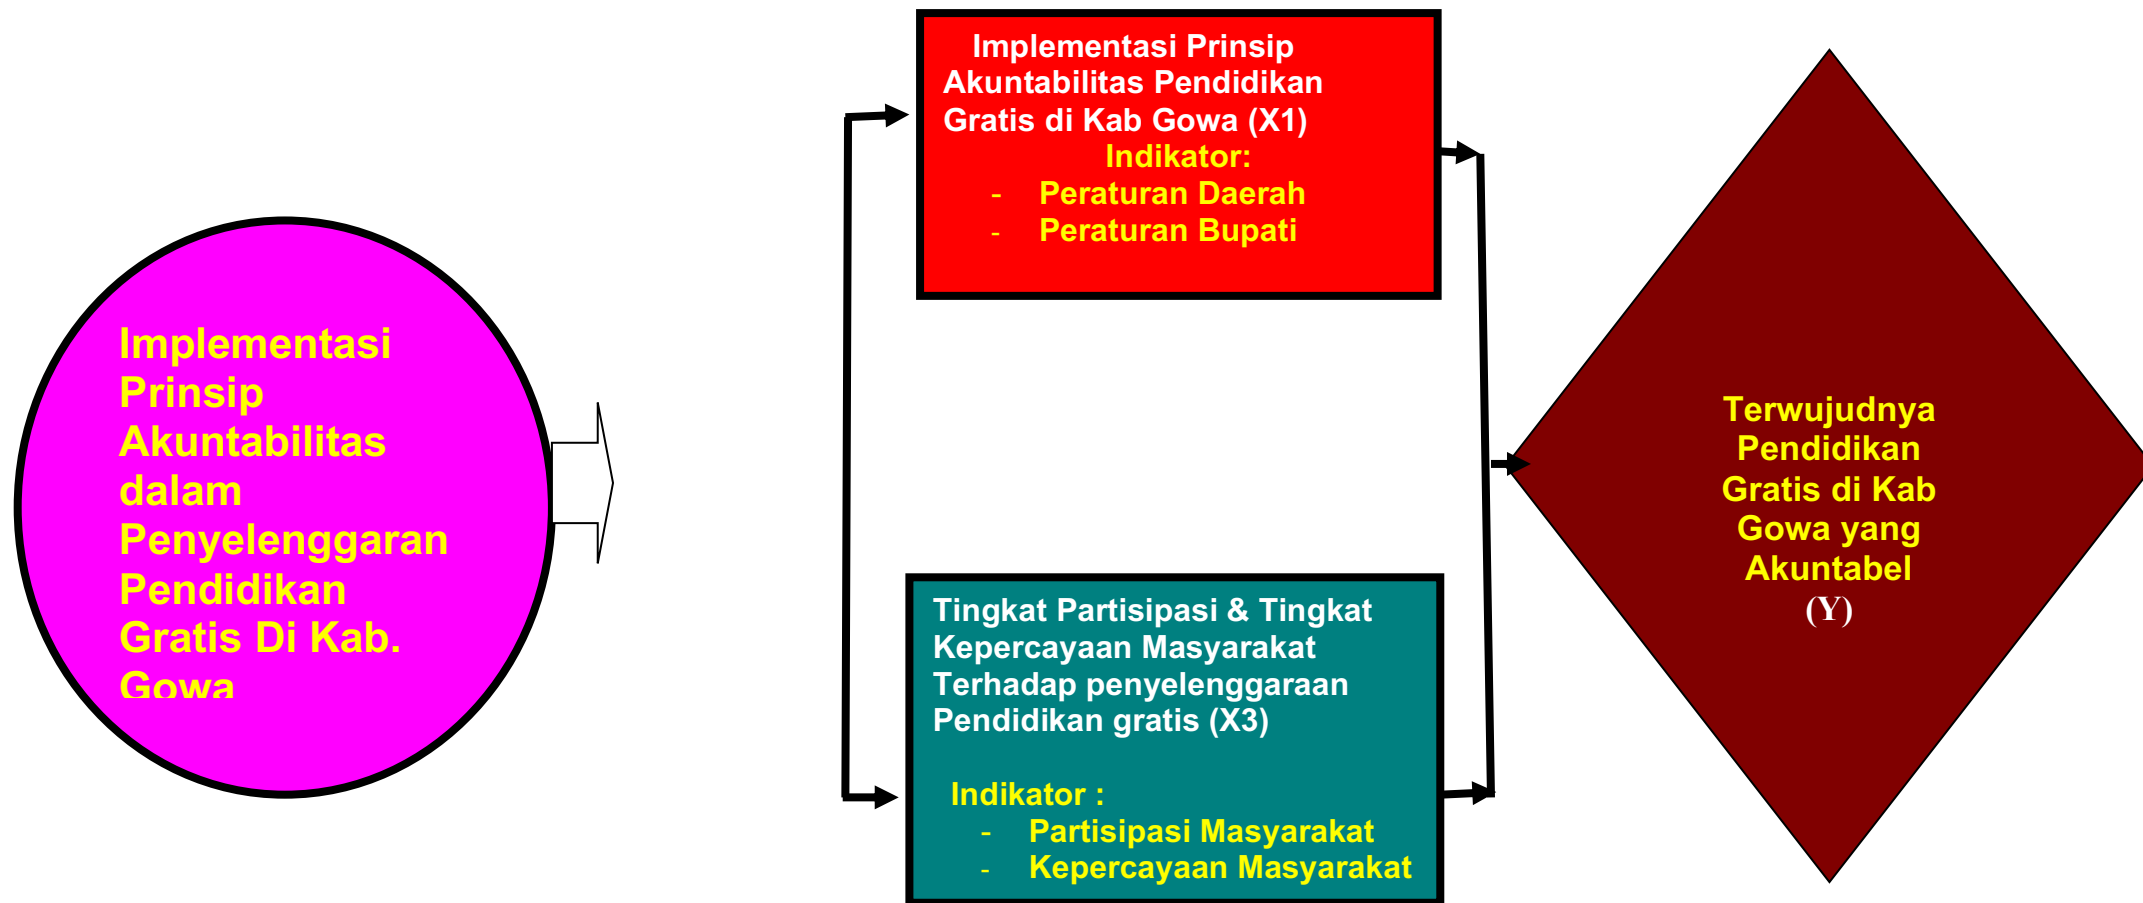 Implementasi
Prinsip
Akuntabilitas
dalam
Penyelenggaran
Pendidikan
Gratis Di Kab.
Gowa
Implementasi Prinsip
Akuntabilitas Pendidikan
Gratis di Kab Gowa (X1)
Indikator:
- Peraturan Daerah
- Peraturan Bupati
Tingkat Partisipasi & Tingkat
Kepercayaan Masyarakat
Terhadap penyelenggaraan
Pendidikan gratis (X3)
Indikator :
- Partisipasi Masyarakat
- Kepercayaan Masyarakat
Terwujudnya
Pendidikan
Gratis di Kab
Gowa yang
Akuntabel
(Y)